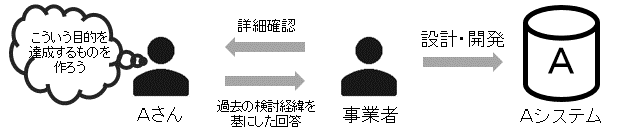 こういう目的を
達成するものを
作ろう
詳細確認
過去の検討経緯を
基にした回答
設計・開発
A
Aさん
事業者
Aシステム